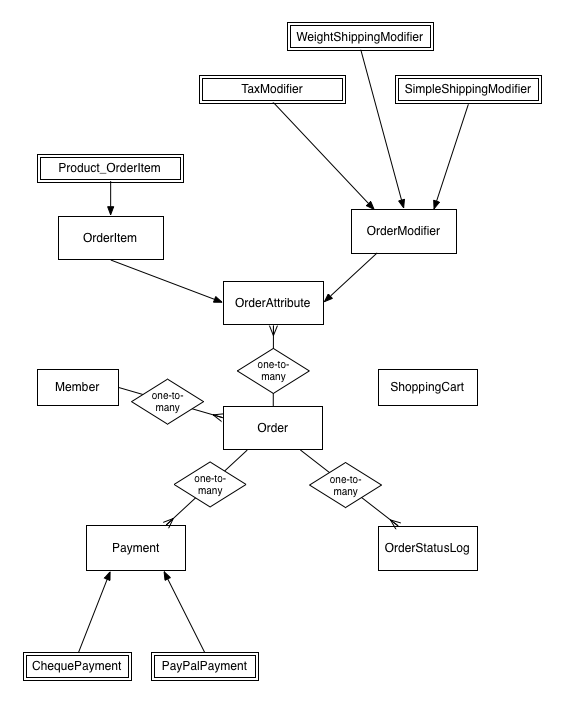 WeightShippingModifier
TaxModifier
SimpleShippingModifier
Product_OrderItem
OrderItem
OrderModifier
OrderAttribute
one-to-
many
Member
one-to-
many
ShoppingCart
Order
one-to-
many
one-to-
many
Payment
OrderStatusLog
ChequePayment
PayPalPayment